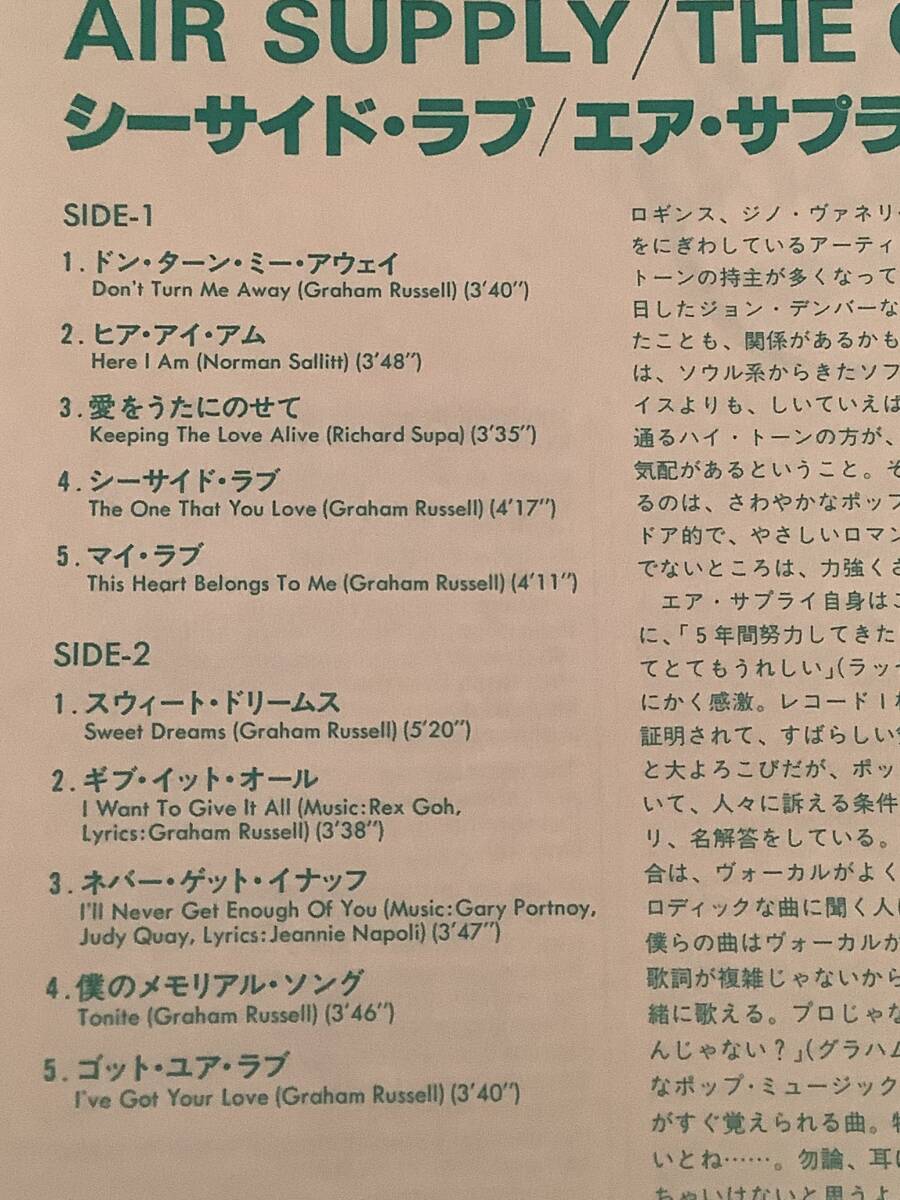 AIR SUPPLY/THE
シーサイド・ラブ/エア・サプラ
SIDE-1
1.ドン・ターン・ミー・アウェイ
Don't Turn Me Away (Graham Russell) (3'40")
2.ヒア・アイ・アム
Here I Am (Norman Sallitt) (3'48")
3.愛をうたにのせて
Keeping The Love Alive (Richard Supa) (3'35")
4.シーサイド・ラブ
The One That You Love (Graham Russell) (4'17")
5.マイ・ラブ
This Heart Belongs To Me (Graham Russell) (4'11")
SIDE-2
1.スウィート・ドリームス
Sweet Dreams (Graham Russell) (5'20")
2.ギブ・イット・オール
I Want To Give It All (Music:Rex Goh,
Lyrics:Graham Russell) (3'38")
3.ネバー・ゲット・イナッフ
I'll Never Get Enough Of You (Music:Gary Portnoy,
Judy Quay, Lyrics:Jeannie Napoli) (3'47")
4.僕のメモリアル・ソング
Tonite (Graham Russell) (3'46")
5.ゴット・ユア・ラブ
I've Got Your Love (Graham Russell) (3'40")
ロギンス、ジノ・ヴァネリ
をにぎわしているアーティ
トーンの持主が多くなって
日したジョン・デンバーな
たことも、関係があるかも
は、ソウル系からきたソフ
イスよりも、しいていえば
通るハイ・トーンの方が、
気配があるということ。そ
るのは、さわやかなポップ
ドア的で、やさしいロマン
でないところは、力強くさ
エア・サプライ自身はこ
に、「5年間努力してきた
てとてもうれしい」(ラッセ
にかく感激。レコード1枚
証明されて、すばらしい
と大よろこびだが、ポッ
いて、人々に訴える条件
リ、名解答をしている。
合は、ヴォーカルがよく
ロディックな曲に聞く人
僕らの曲はヴォーカルが
歌詞が複雑じゃないから
緒に歌える。プロじゃな
んじゃない?」(グラハム
なポップ・ミュージック
がすぐ覚えられる曲。特
いとね……。勿論、耳に
ちゃいけないと思うよ